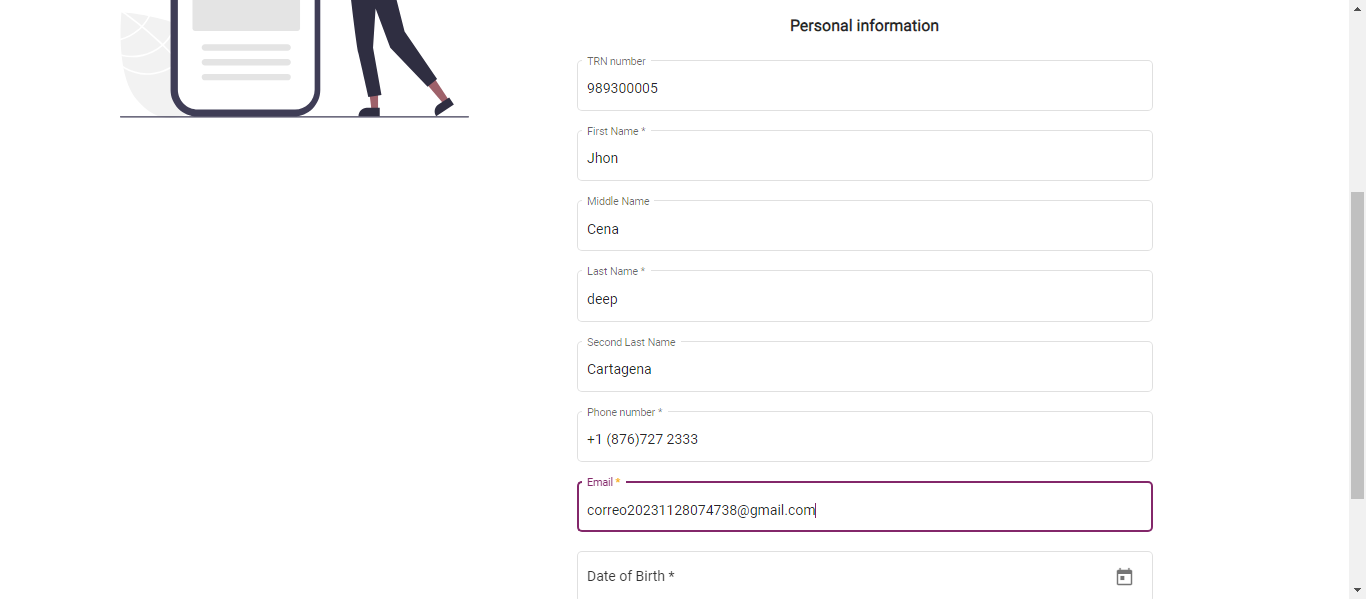 Personal information
TRN number
989300005
First Name *
Jhon
Middle Name
Cena
Last Name *
deep
Second Last Name
Cartagena
Phone number *
+1 (876)727 2333
Email *
correo20231128074738@gmail.com
Date of Birth *